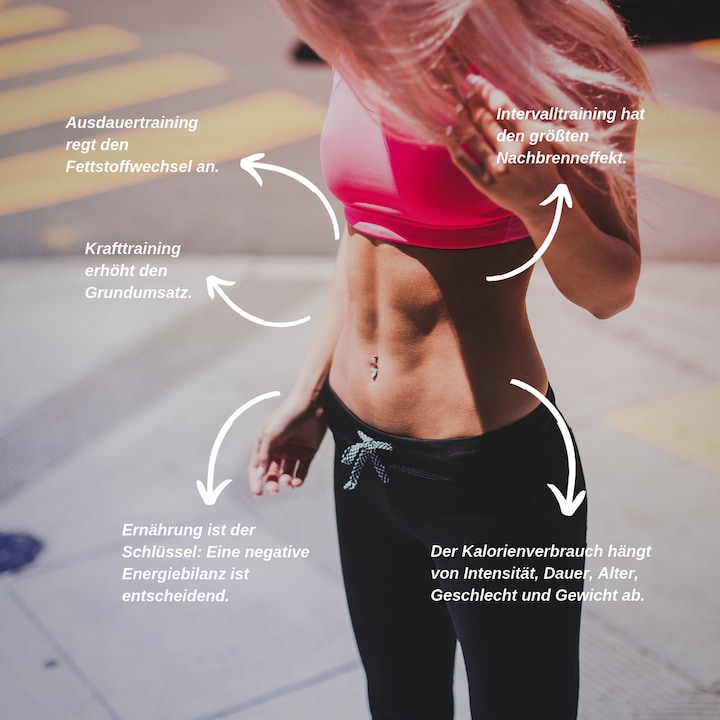 Ausdauertraining
regt den
Fettstoffwechsel an.
Intervalltraining hat
den größten
Nachbrenneffekt.
Krafttraining
erhöht den
Grundumsatz.
Ernährung ist der
Schlüssel: Eine negative
Energiebilanz ist
entscheidend.
Der Kalorienverbrauch hängt
von Intensität, Dauer, Alter,
Geschlecht und Gewicht ab.